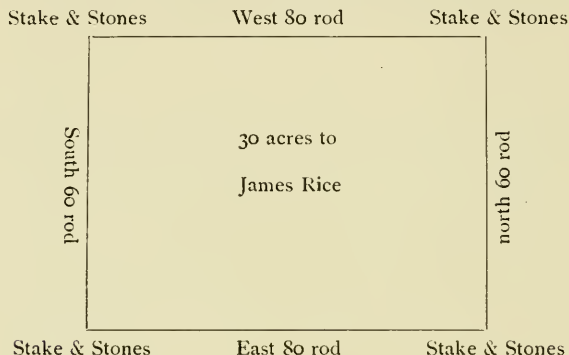 Stake & Stones West 80 rod Stake & Stones
South 60 rod
30 acres to
James Rice
north 60 rod
Stake & Stones East 80 rod Stake & Stones